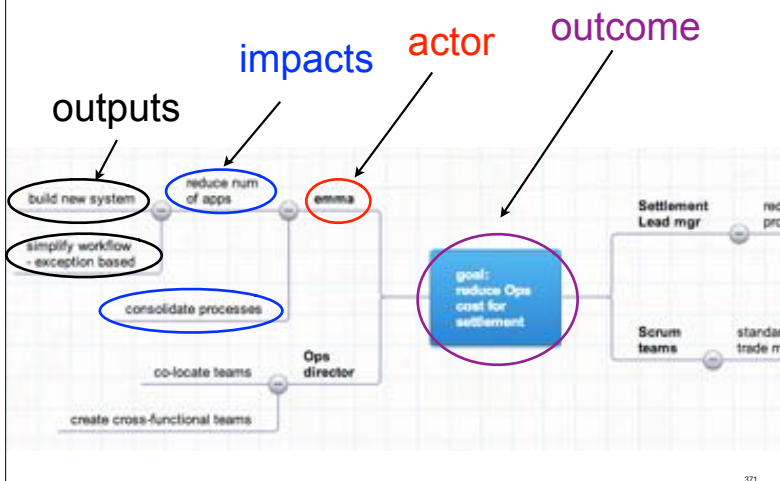 outcome
actor
impacts
outputs
build new system
reduce num
of apps
emma
simplify workflow
- exception based
consolidate processes
goal:
reduce Ops
cost for
settlement
Settlement
Lead mgr
Scrum
teams
trade
Ops
director
co-locate teams
create cross-functional teams
371